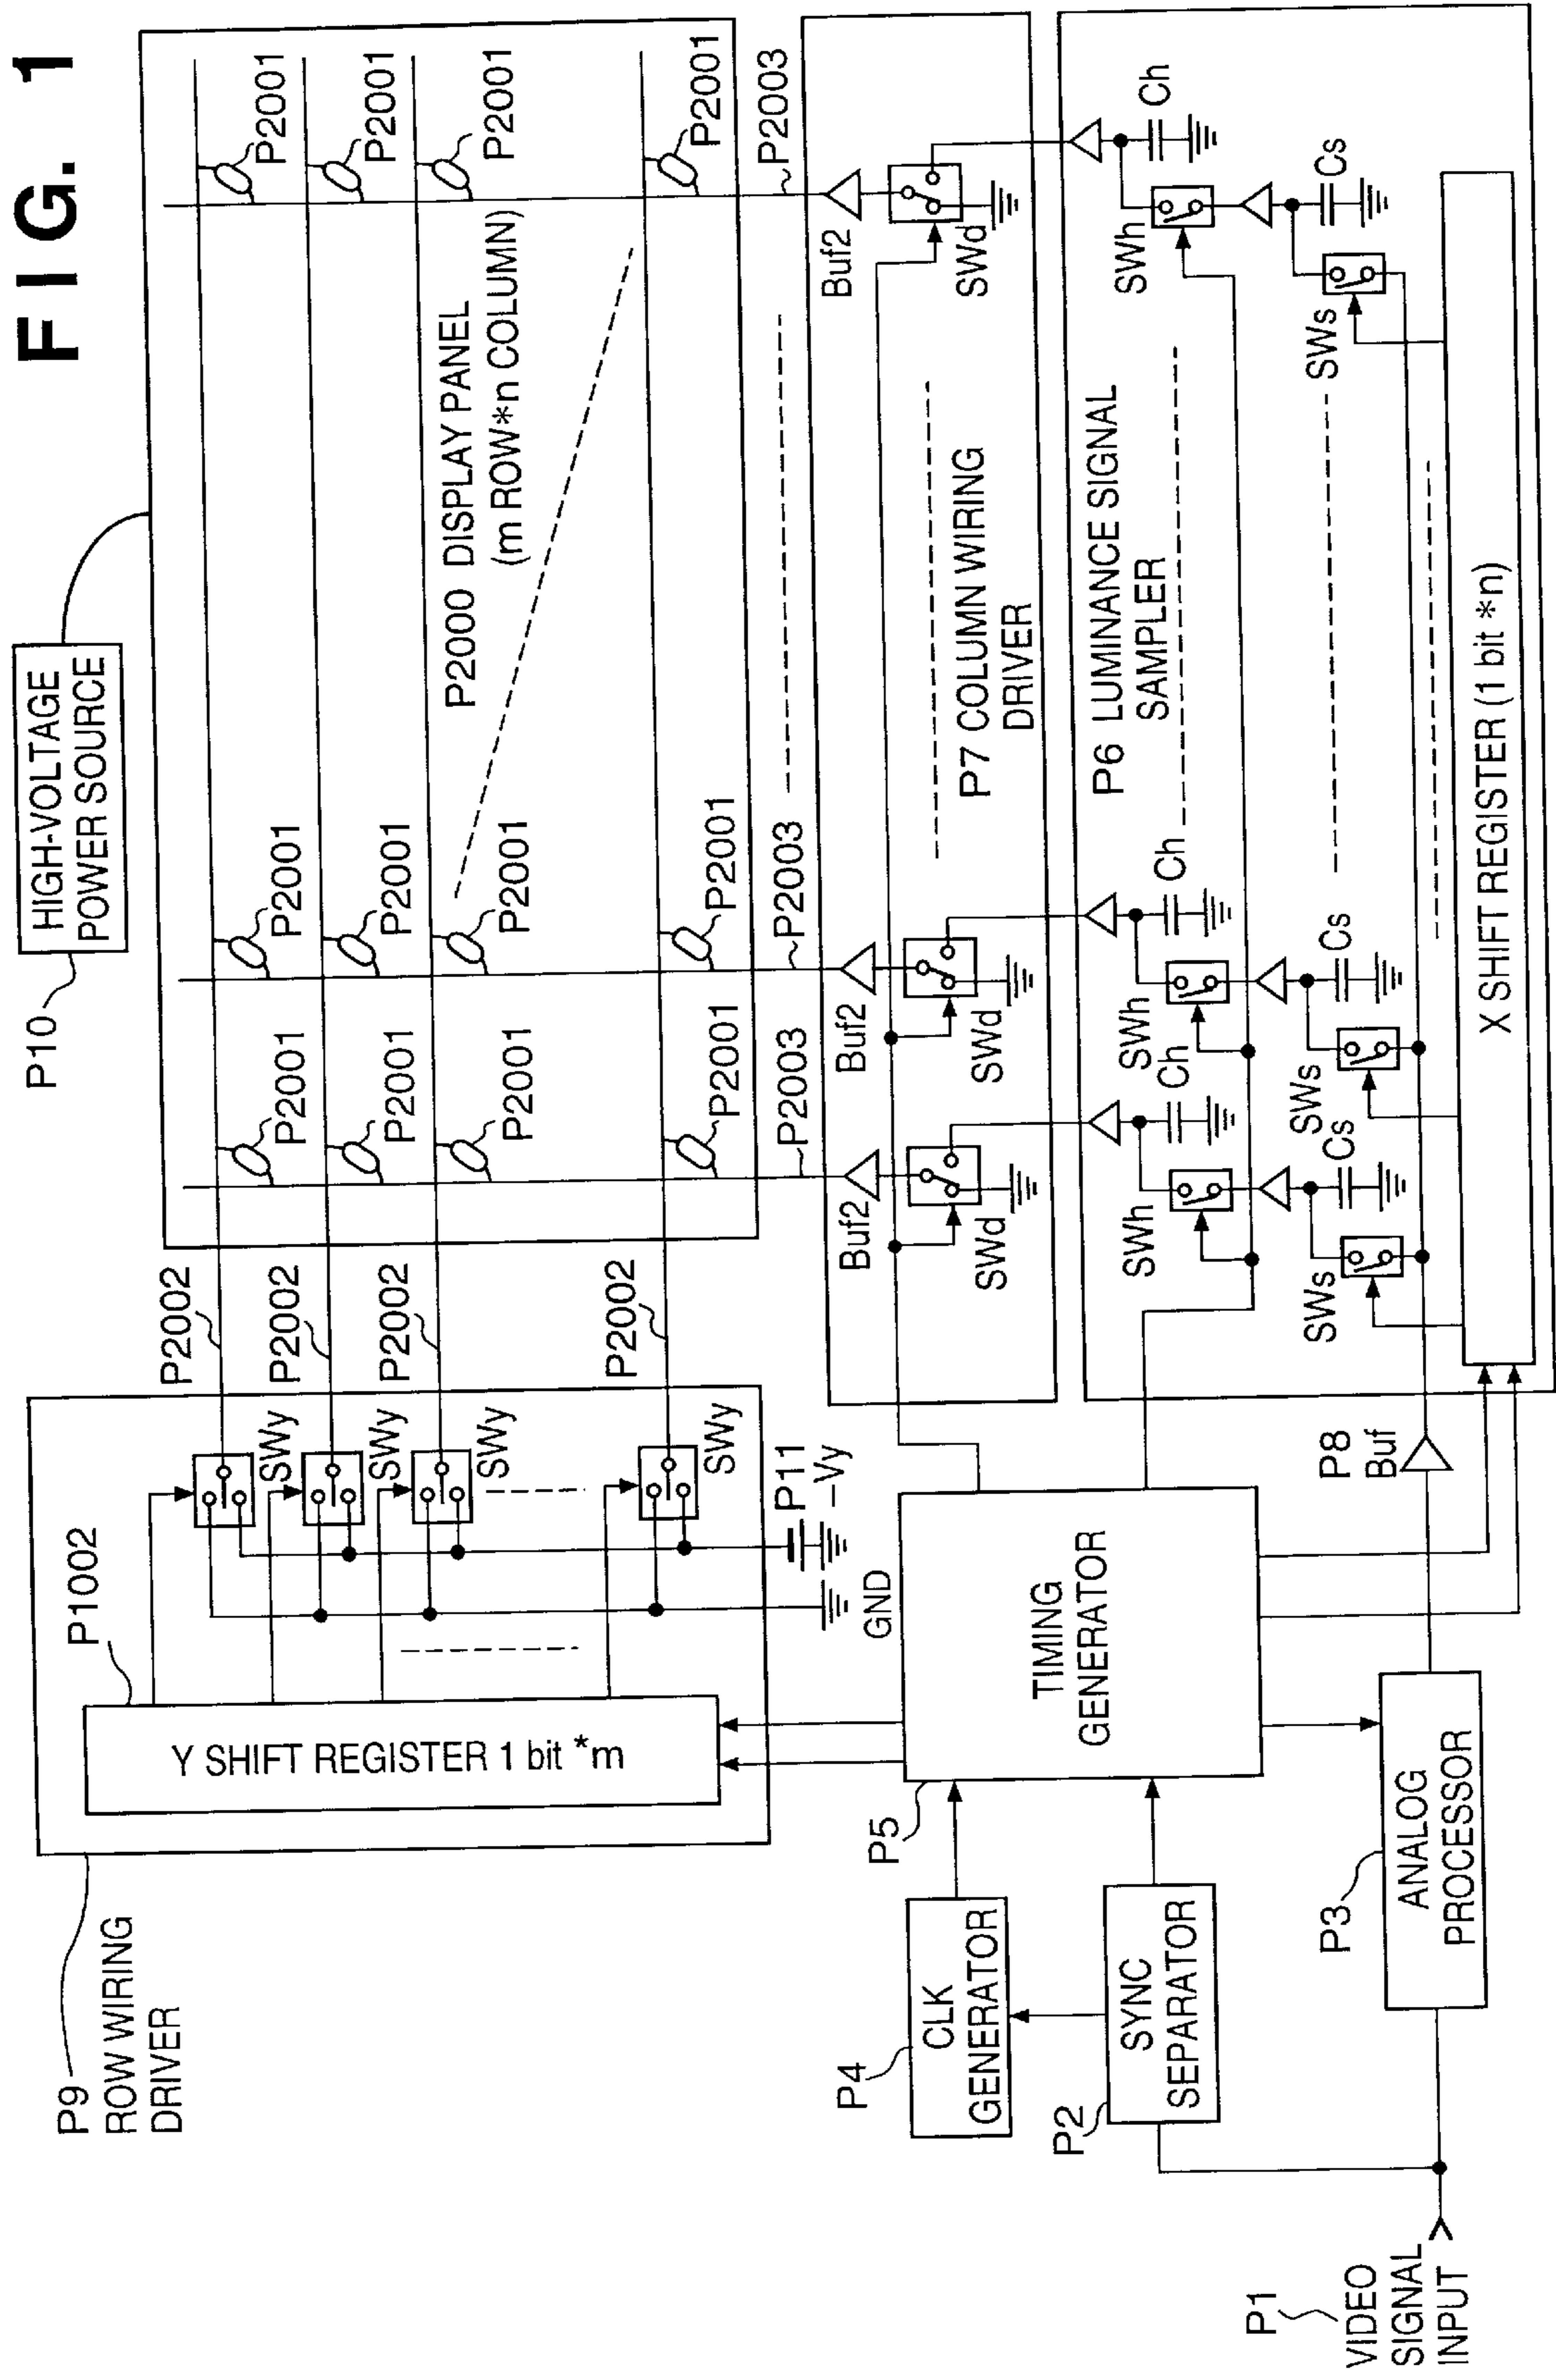 FIG. 1
P10
HIGH-VOLTAGE
POWER SOURCE
P9
ROW WIRING
DRIVER
P1002
Y SHIFT REGISTER 1 bit *m
SWy
SWy
SWy
SWy
P2002
P2002
P2002
P2002
GND
P11
-Vy
P2001
P2001
P2001
P2001
P2001
P2001
P2001
P2001
P2001
P2001
P2001
P2001
P2000 DISPLAY PANEL
(m ROW*n COLUMN)
P2003
P2003
P2003
Buf2
Buf2
Buf2
SWd
SWd
SWd
P7 COLUMN WIRING
DRIVER
P6 LUMINANCE SIGNAL
SAMPLER
Ch
Ch
Ch
SWh
SWh
SWh
Cs
Cs
Cs
SWs
SWs
SWs
X SHIFT REGISTER (1 bit *n)
P5
TIMING
GENERATOR
P4
CLK
GENERATOR
P2
SYNC
SEPARATOR
P3
ANALOG
PROCESSOR
P8
Buf
P1
VIDEO
SIGNAL
INPUT